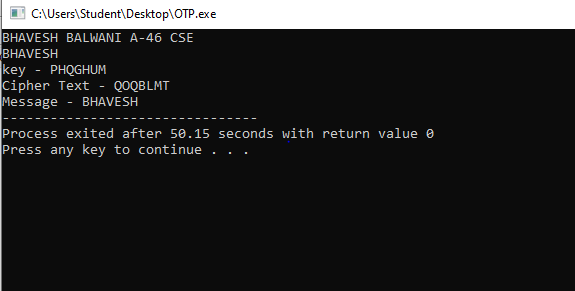 C:\Users\Student\Desktop\OTP.exe
BHAVESH BALWANI A-46 CSE
BHAVESH
key - PHQGHUM
Cipher Text - QOQBLMT
Message - BHAVESH
--------------------------------
Process exited after 50.15 seconds with return value 0
Press any key to continue . . .